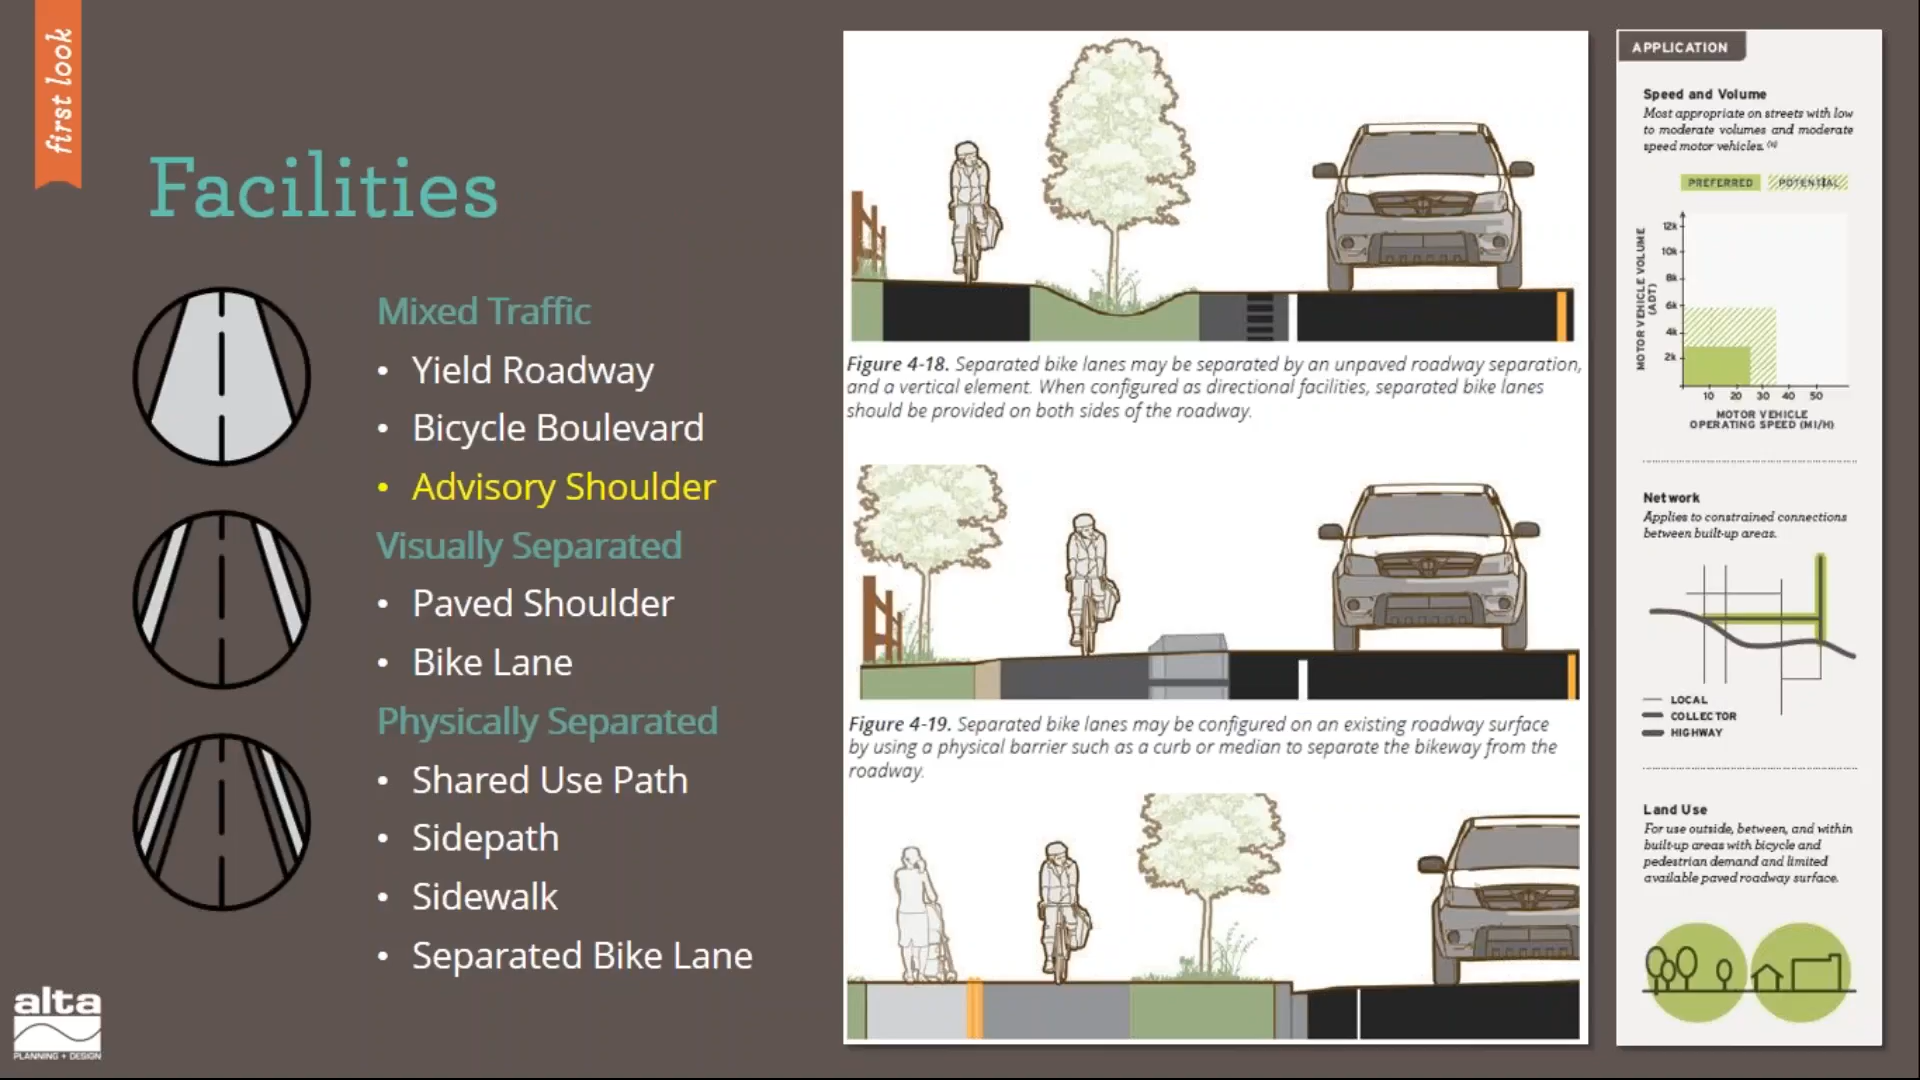 first look
Facilities
Mixed Traffic
• Yield Roadway
• Bicycle Boulevard
• Advisory Shoulder
Visually Separated
• Paved Shoulder
• Bike Lane
Physically Separated
• Shared Use Path
• Sidepath
• Sidewalk
• Separated Bike Lane
alta
PLANNING + DESIGN
Figure 4-18. Separated bike lanes may be separated by an unpaved roadway separation,
and a vertical element. When configured as directional facilities, separated bike lanes
should be provided on both sides of the roadway.
Figure 4-19. Separated bike lanes may be configured on an existing roadway surface
by using a physical barrier such as a curb or median to separate the bikeway from the
roadway.
APPLICATION
Speed and Volume
Most appropriate on streets with low
to moderate volumes and moderate
speed motor vehicles.
PREFERRED POTENTIAL
MOTOR VEHICLE VOLUME
(ADT)
12k
10k
8k
6k
4k
2k
10 20 30 40 50
MOTOR VEHICLE
OPERATING SPEED (MI/H)
Network
Applies to constrained connections
between built-up areas.
LOCAL
COLLECTOR
HIGHWAY
Land Use
For use outside, between, and within
built-up areas with bicycle and
pedestrian demand and limited
available paved roadway surface.